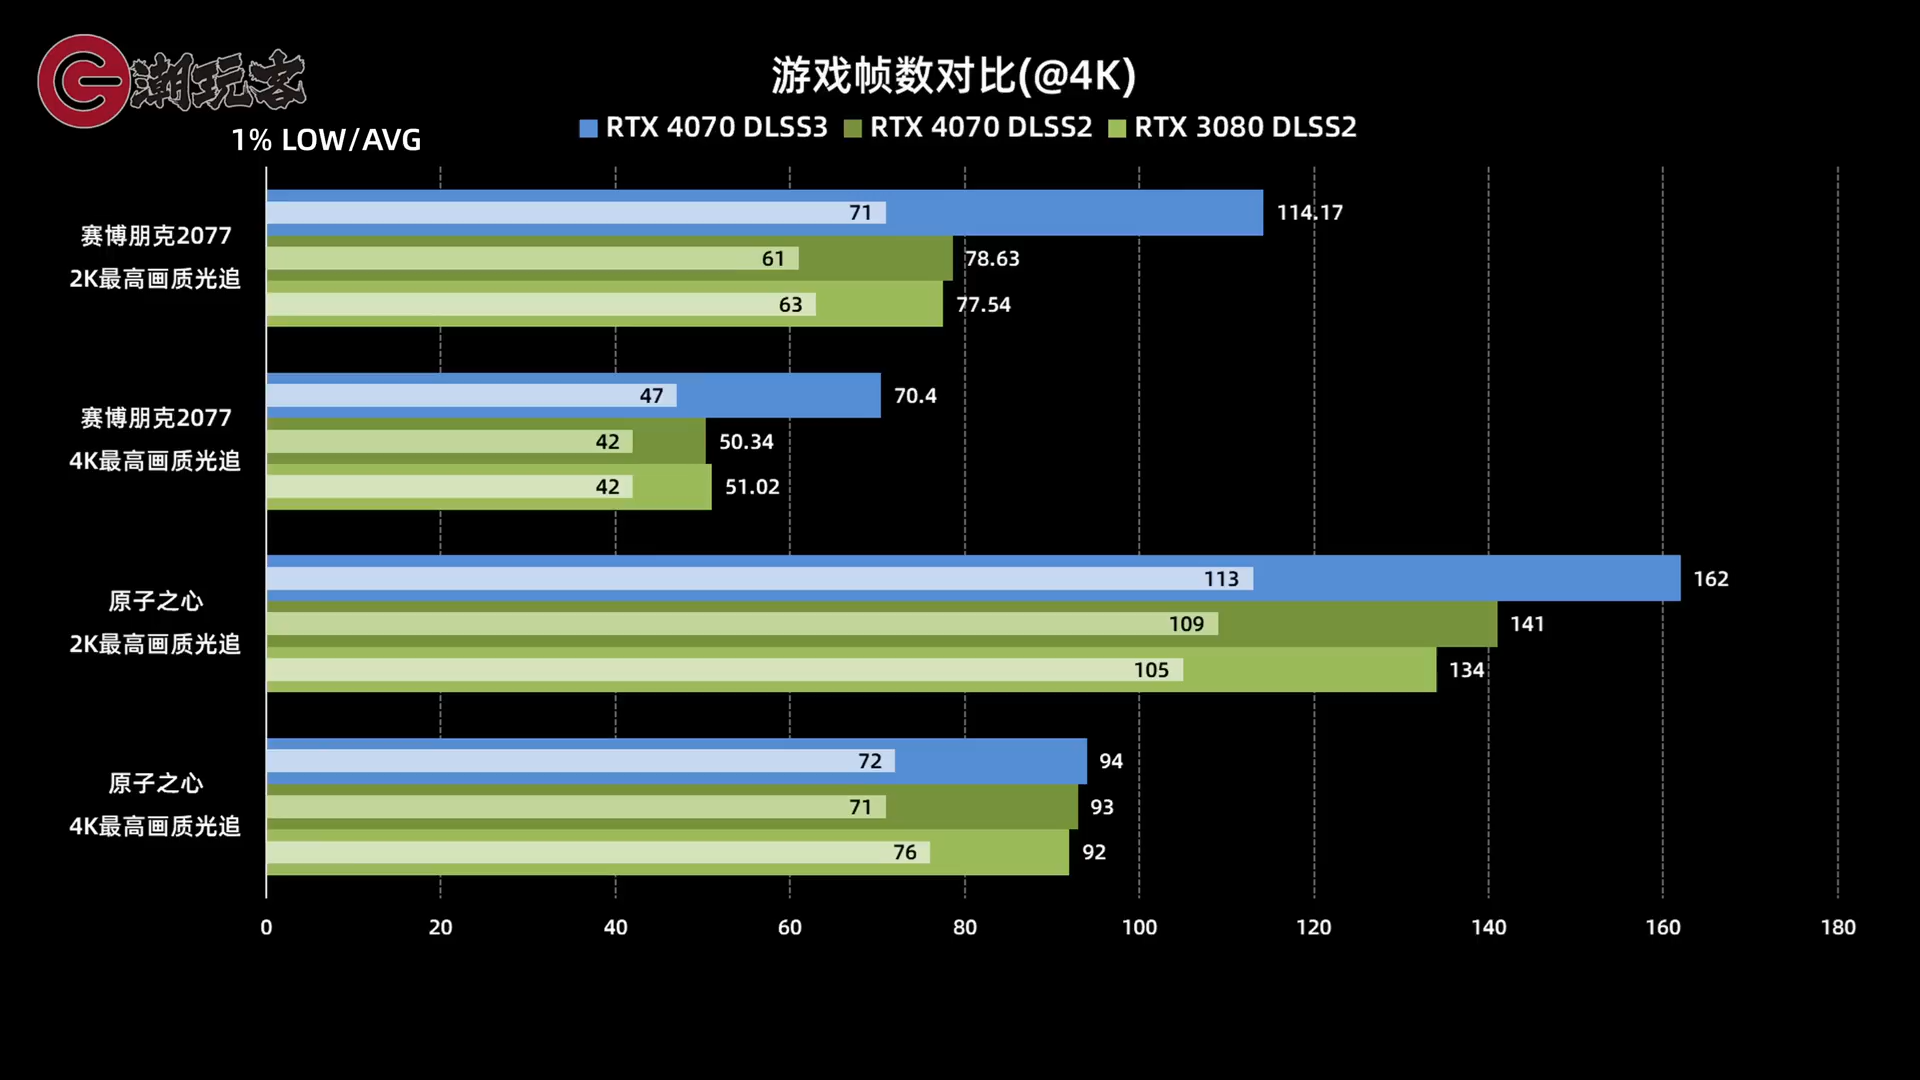 潮玩客
游戏帧数对比(@4K)
RTX 4070 DLSS3 RTX 4070 DLSS2 RTX 3080 DLSS2
1% LOW/AVG
赛博朋克2077
2K最高画质光追
71 114.17
61 78.63
63 77.54
赛博朋克2077
4K最高画质光追
47 70.4
42 50.34
42 51.02
原子之心
2K最高画质光追
113 162
109 141
105 134
原子之心
4K最高画质光追
72 94
71 93
76 92
0 20 40 60 80 100 120 140 160 180